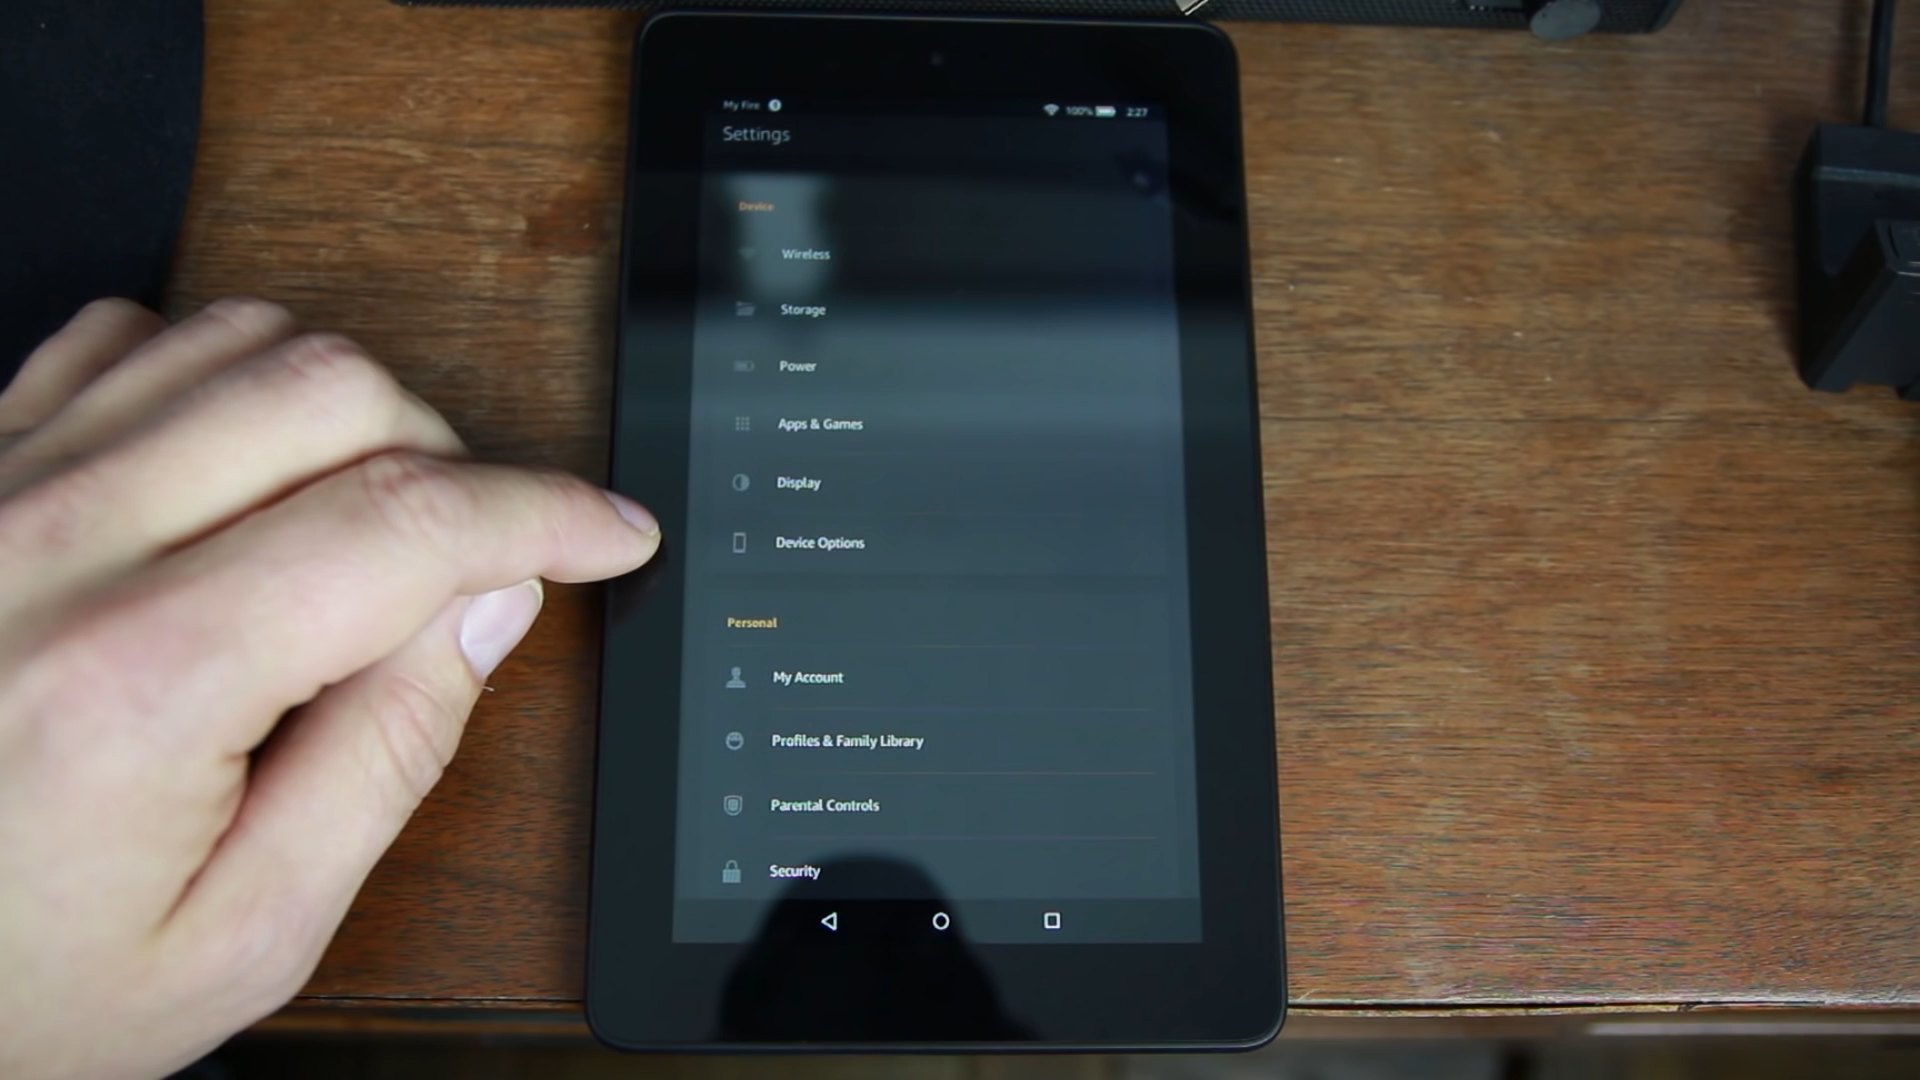 My Fire
100% 2:27
Settings
Device
Wireless
Storage
Power
Apps & Games
Display
Device Options
Personal
My Account
Profiles & Family Library
Parental Controls
Security